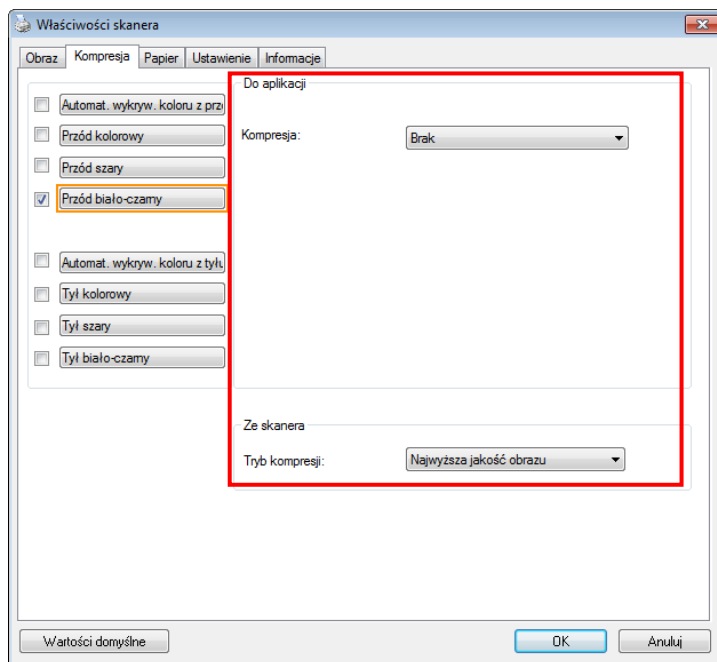 Właściwości skanera
Obraz Kompresja Papier Ustawienie Informacje
Do aplikacji
Automat. wykryw. koloru z prz
Przód kolorowy
Kompresja: Brak
Przód szary
Przód biało-czarny
Automat. wykryw. koloru z tyłu
Tył kolorowy
Tył szary
Tył biało-czarny
Ze skanera
Tryb kompresji: Najwyższa jakość obrazu
Wartości domyślne OK Anuluj